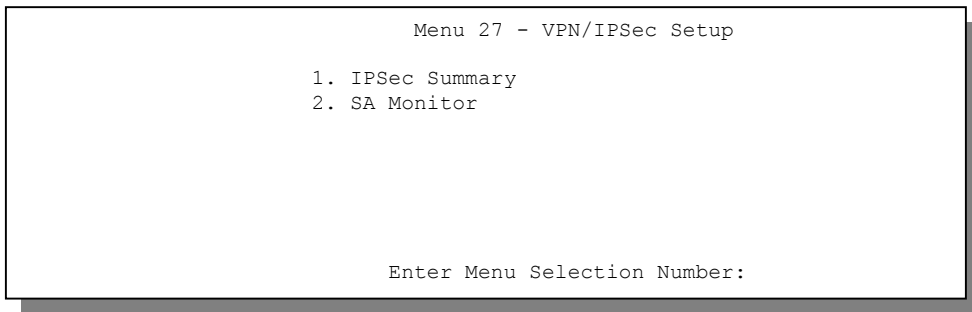 Menu 27 - VPN/IPSec Setup
1. IPSec Summary
2. SA Monitor
Enter Menu Selection Number: